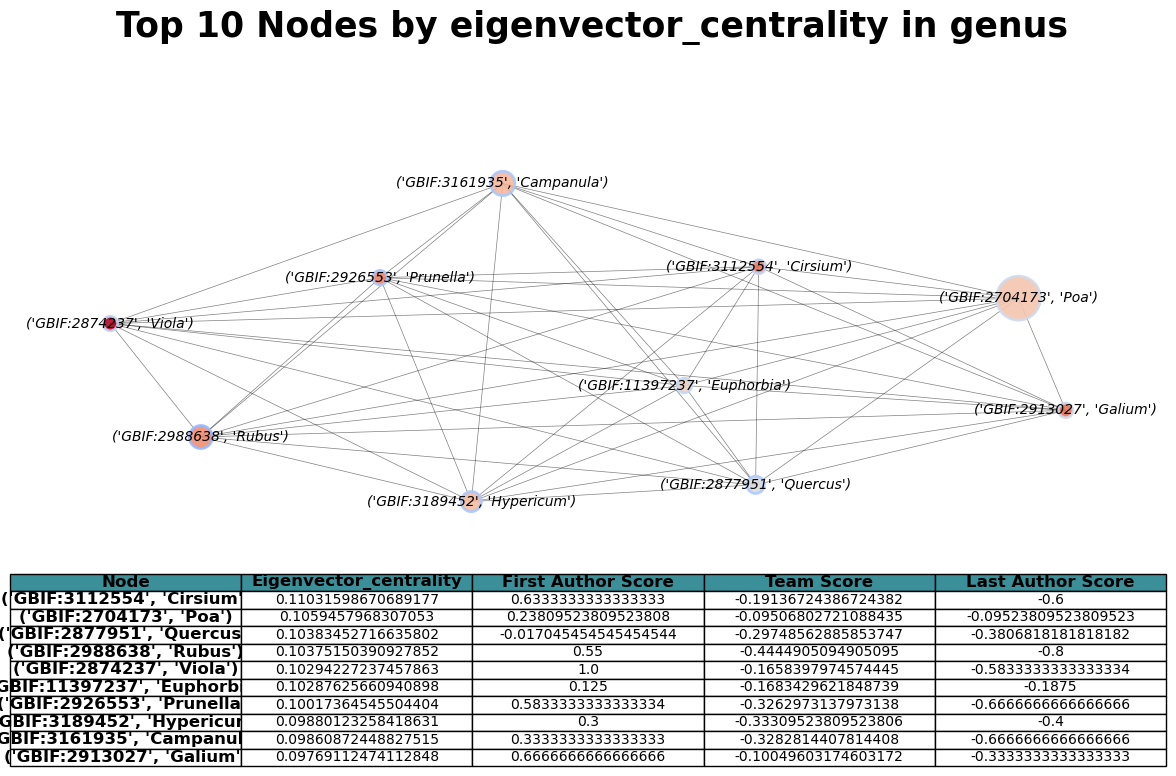 Top 10 Nodes by eigenvector_centrality in genus
('GBIF:3161935', 'Campanula')
('GBIF:3112554', 'Cirsium')
('GBIF:2926553', 'Prunella')
('GBIF:2704173', 'Poa')
('GBIF:2874237', 'Viola')
('GBIF:11397237', 'Euphorbia')
('GBIF:2913027', 'Galium')
('GBIF:2988638', 'Rubus')
('GBIF:2877951', 'Quercus')
('GBIF:3189452', 'Hypericum')
Node Eigenvector_centrality First Author Score Team Score Last Author Score
('GBIF:3112554', 'Cirsium' 0.11031598670689177 0.6333333333333333 -0.19136724386724382 -0.6
('GBIF:2704173', 'Poa') 0.1059457968307053 0.23809523809523808 -0.09506802721088435 -0.09523809523809523
('GBIF:2877951', 'Quercus 0.10383452716635802 -0.017045454545454544 -0.29748562885853747 -0.3806818181818182
('GBIF:2988638', 'Rubus') 0.10375150390927852 0.55 -0.4444905094905095 -0.8
('GBIF:2874237', 'Viola') 0.10294227237457863 1.0 -0.1658397974574445 -0.5833333333333334
GBIF:11397237', 'Euphorbi 0.10287625660940898 0.125 -0.1683429621848739 -0.1875
('GBIF:2926553', 'Prunella 0.10017364545504404 0.5833333333333334 -0.3262973137973138 -0.6666666666666666
GBIF:3189452', 'Hypericum 0.09880123258418631 0.3 -0.33309523809523806 -0.4
GBIF:3161935', 'Campanul 0.09860872448827515 0.3333333333333333 -0.3282814407814408 -0.6666666666666666
('GBIF:2913027', 'Galium' 0.09769112474112848 0.6666666666666666 -0.10049603174603172 -0.3333333333333333